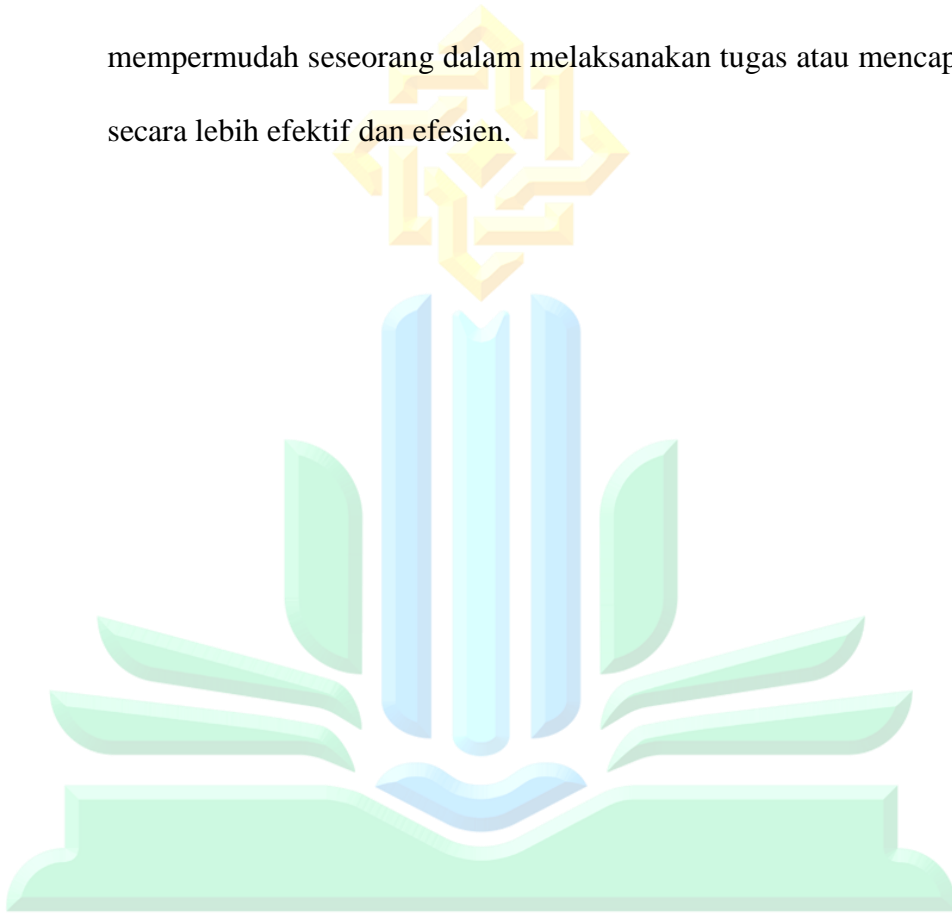 mempermudah seseorang dalam melaksanakan tugas atau mencap
secara lebih efektif dan efesien.